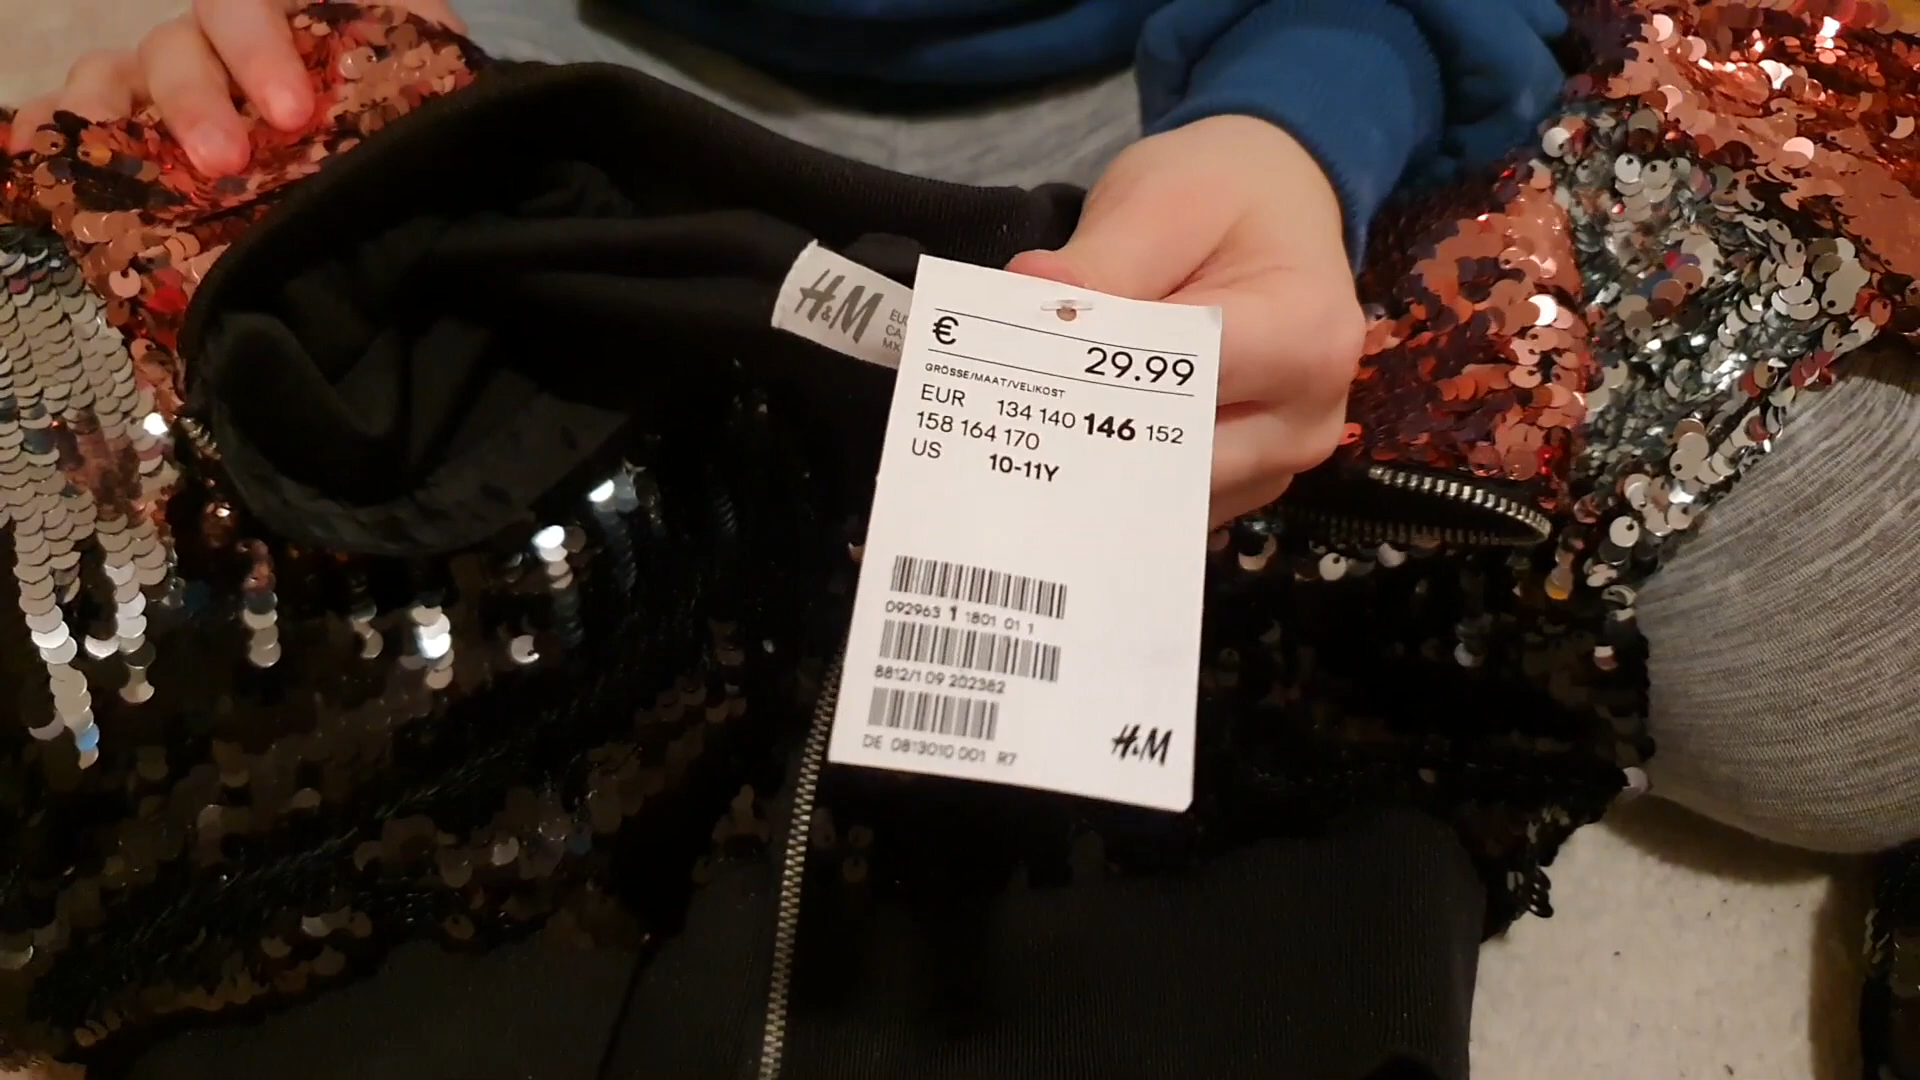 H&M
€
29.99
GRÖSSE/MAAT/VELIKOST
EUR 134 140 146 152
158 164 170
US 10-11Y
092963 1 1801 01 1
8812/1 09 202382
DE 0813010 001 R7
H&M